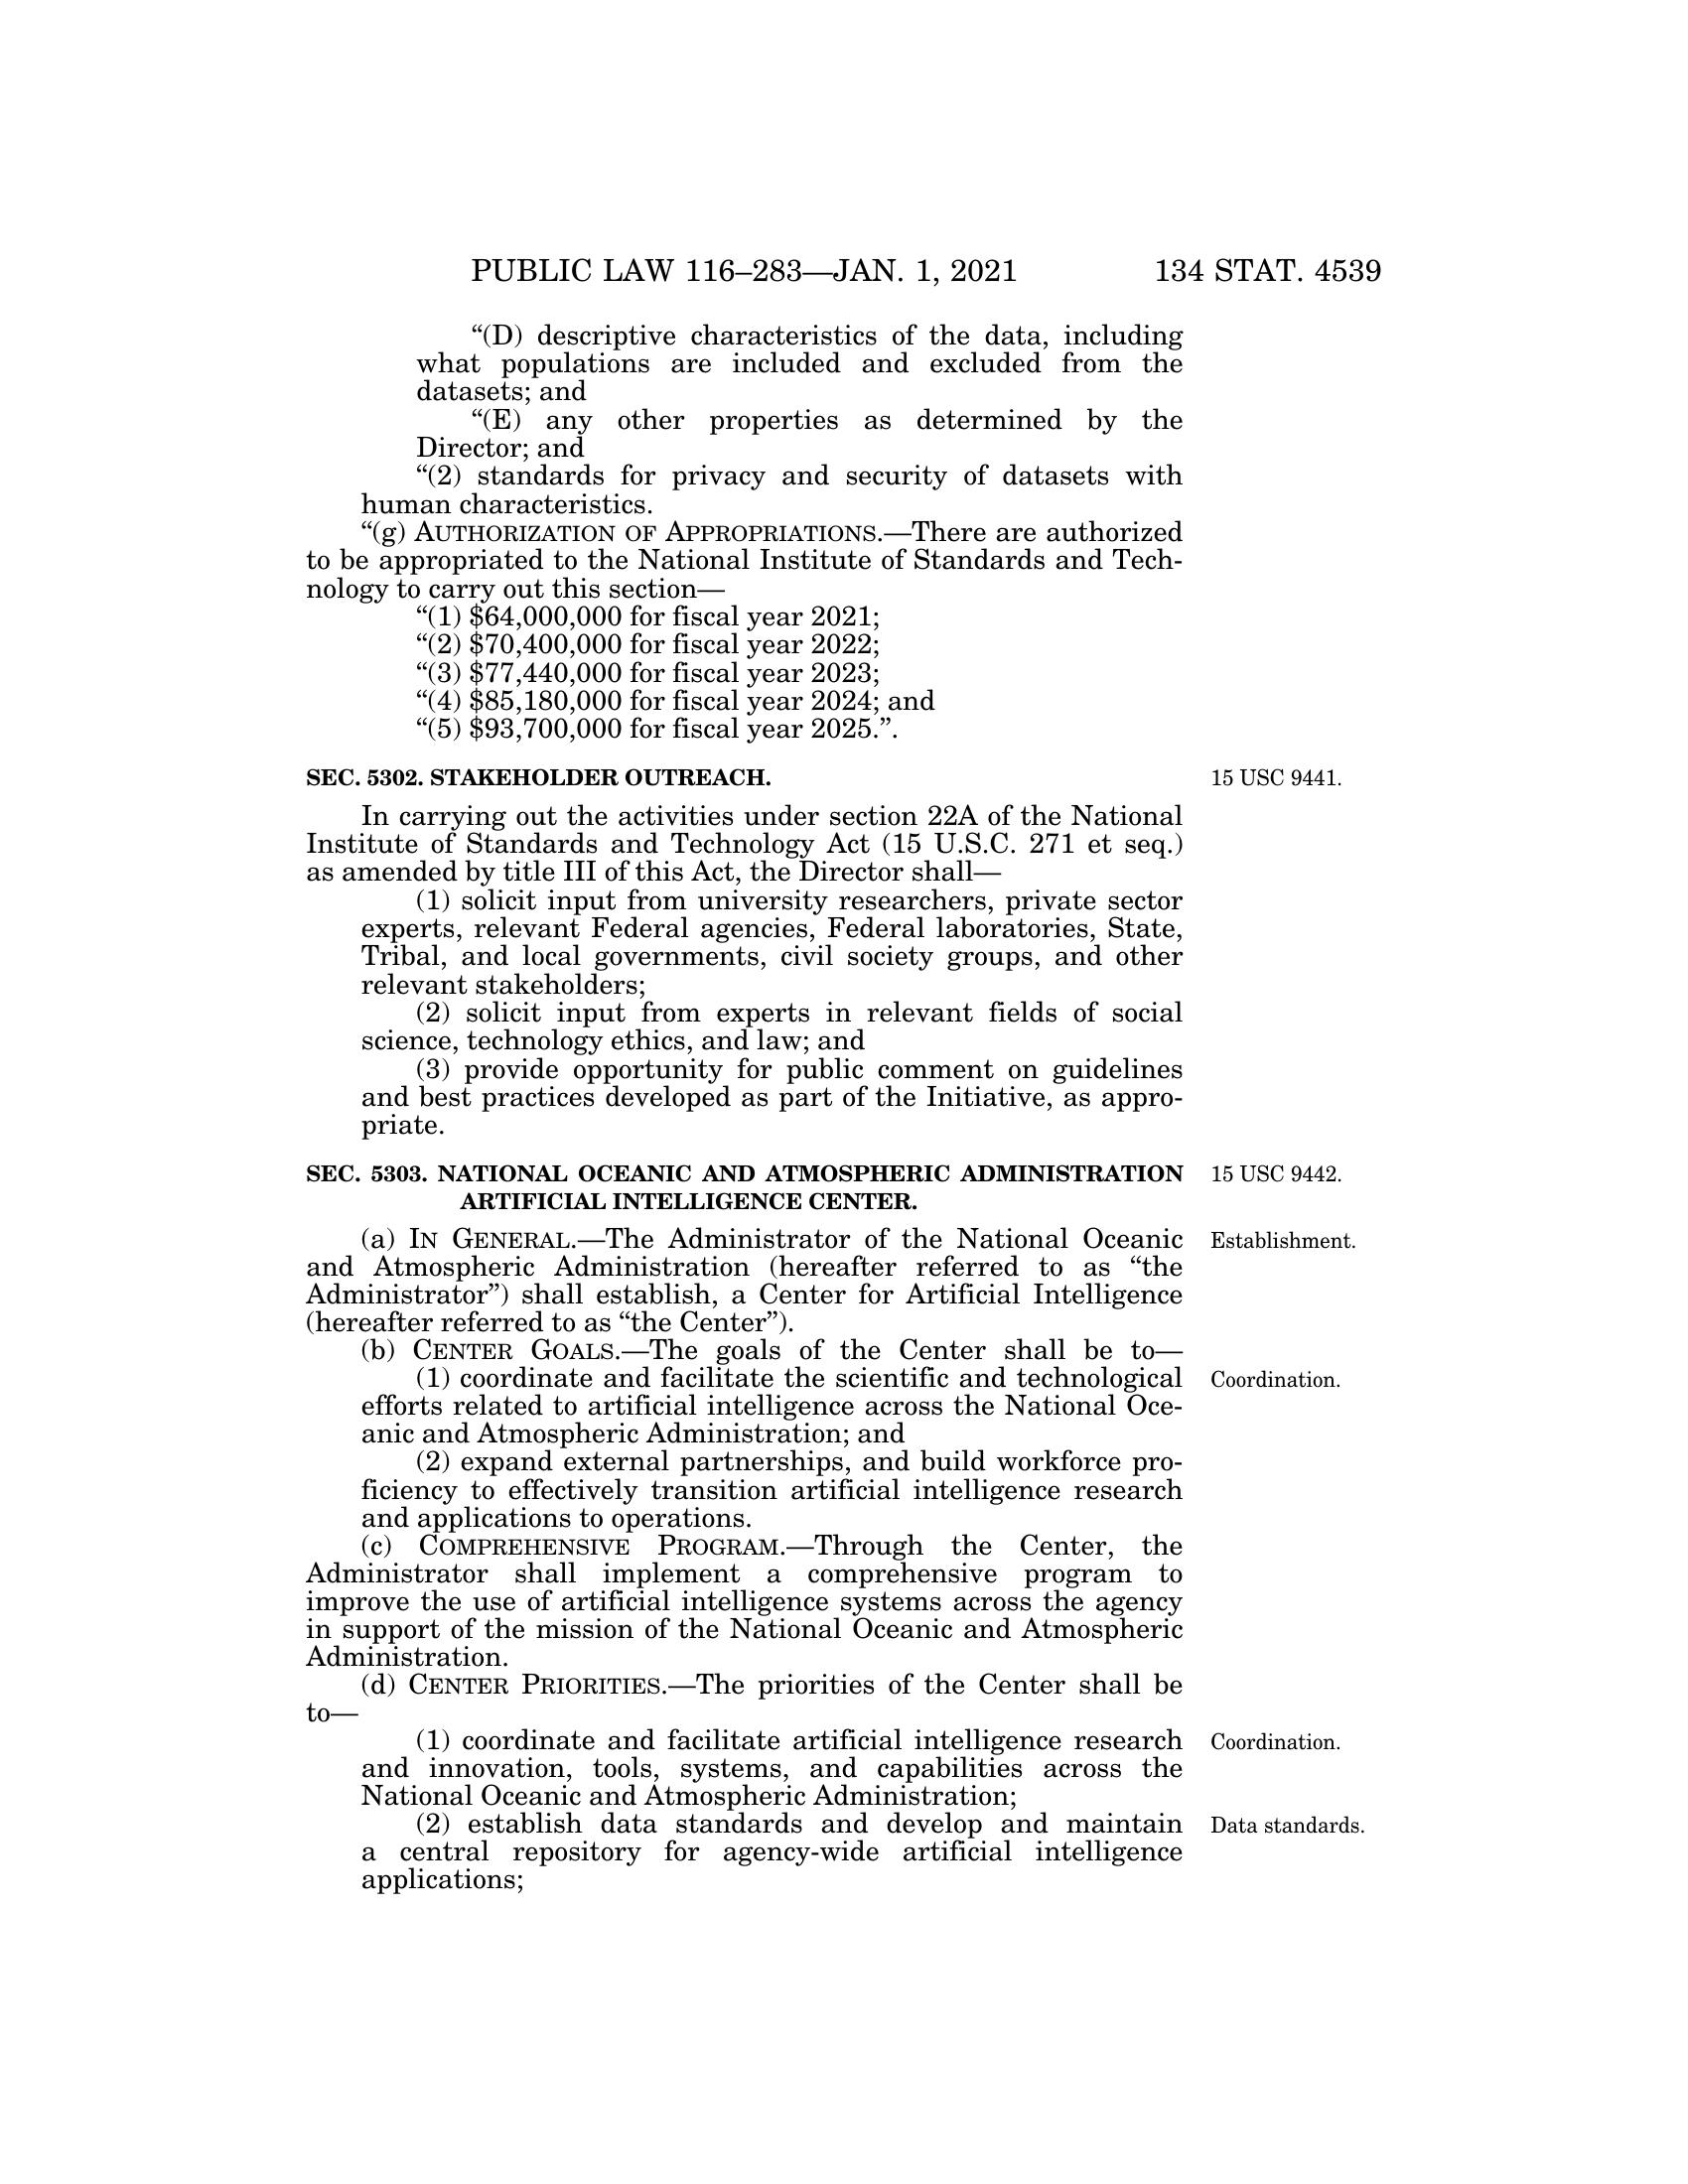 PUBLIC LAW 116–283—JAN. 1, 2021 134 STAT. 4539
“(D) descriptive characteristics of the data, including
what populations are included and excluded from the
datasets; and
“(E) any other properties as determined by the
Director; and
“(2) standards for privacy and security of datasets with
human characteristics.
“(g) AUTHORIZATION OF APPROPRIATIONS.—There are authorized
to be appropriated to the National Institute of Standards and Tech-
nology to carry out this section—
“(1) $64,000,000 for fiscal year 2021;
“(2) $70,400,000 for fiscal year 2022;
“(3) $77,440,000 for fiscal year 2023;
“(4) $85,180,000 for fiscal year 2024; and
“(5) $93,700,000 for fiscal year 2025.”.
SEC. 5302. STAKEHOLDER OUTREACH. 15 USC 9441.
In carrying out the activities under section 22A of the National
Institute of Standards and Technology Act (15 U.S.C. 271 et seq.)
as amended by title III of this Act, the Director shall—
(1) solicit input from university researchers, private sector
experts, relevant Federal agencies, Federal laboratories, State,
Tribal, and local governments, civil society groups, and other
relevant stakeholders;
(2) solicit input from experts in relevant fields of social
science, technology ethics, and law; and
(3) provide opportunity for public comment on guidelines
and best practices developed as part of the Initiative, as appro-
priate.
SEC. 5303. NATIONAL OCEANIC AND ATMOSPHERIC ADMINISTRATION 15 USC 9442.
ARTIFICIAL INTELLIGENCE CENTER.
(a) IN GENERAL.—The Administrator of the National Oceanic Establishment.
and Atmospheric Administration (hereafter referred to as “the
Administrator”) shall establish, a Center for Artificial Intelligence
(hereafter referred to as “the Center”).
(b) CENTER GOALS.—The goals of the Center shall be to—
(1) coordinate and facilitate the scientific and technological Coordination.
efforts related to artificial intelligence across the National Oce-
anic and Atmospheric Administration; and
(2) expand external partnerships, and build workforce pro-
ficiency to effectively transition artificial intelligence research
and applications to operations.
(c) COMPREHENSIVE PROGRAM.—Through the Center, the
Administrator shall implement a comprehensive program to
improve the use of artificial intelligence systems across the agency
in support of the mission of the National Oceanic and Atmospheric
Administration.
(d) CENTER PRIORITIES.—The priorities of the Center shall be
to—
(1) coordinate and facilitate artificial intelligence research Coordination.
and innovation, tools, systems, and capabilities across the
National Oceanic and Atmospheric Administration;
(2) establish data standards and develop and maintain Data standards.
a central repository for agency-wide artificial intelligence
applications;